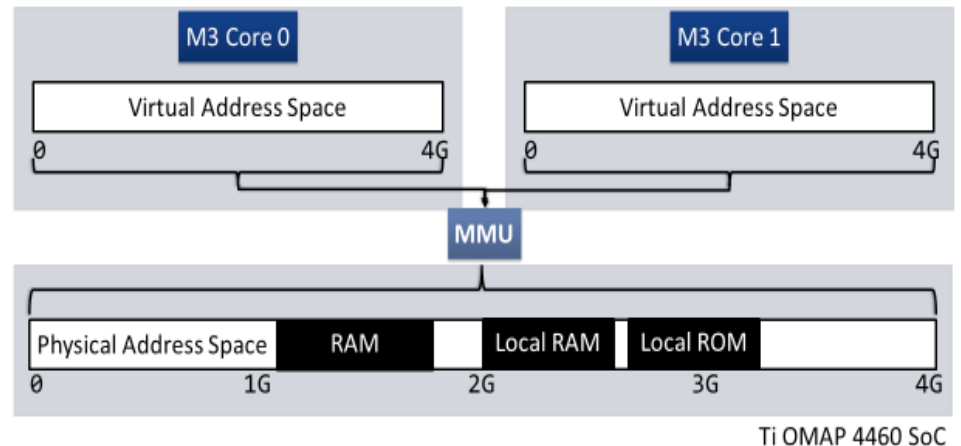 M3 Core 0
M3 Core 1
Virtual Address Space
Virtual Address Space
0 4G
0 4G
MMU
Physical Address Space RAM Local RAM Local ROM
0 1G 2G 3G 4G
Ti OMAP 4460 SoC